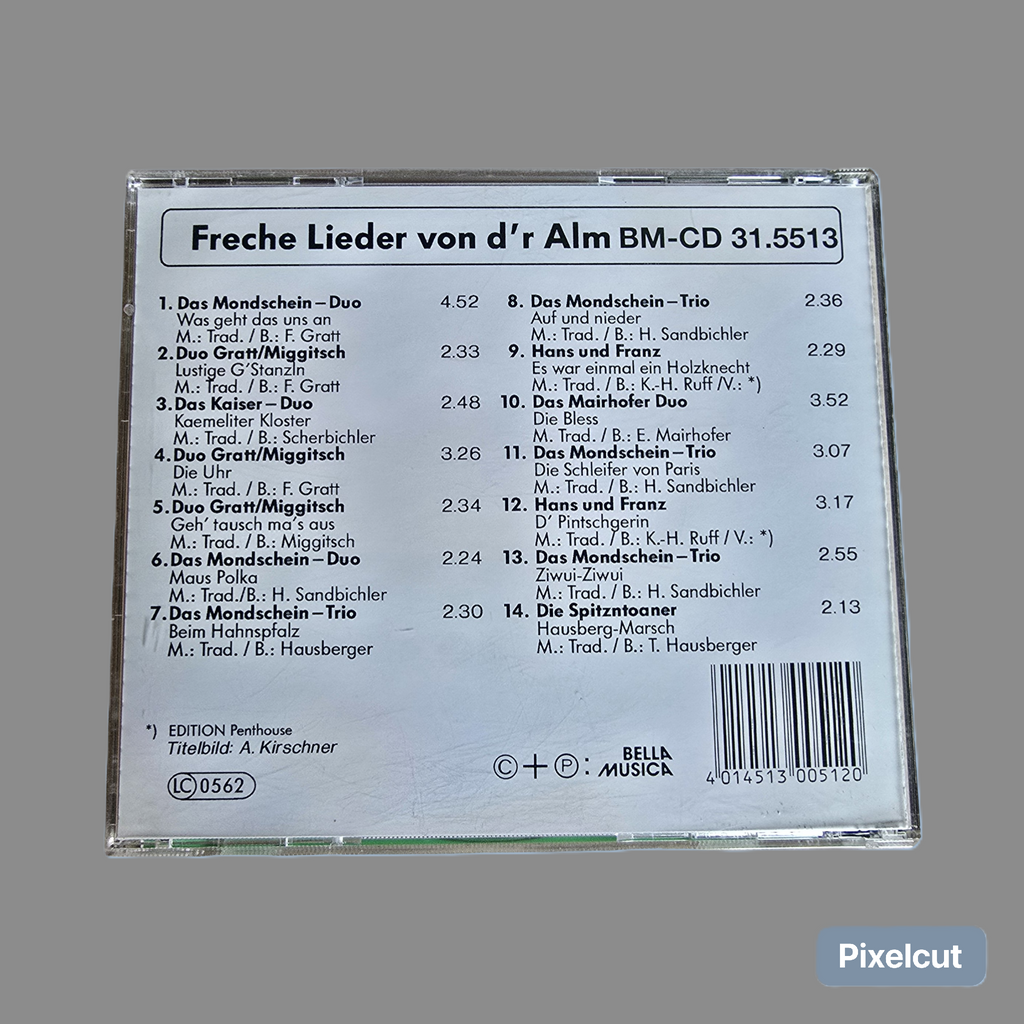 Freche Lieder von d'r Alm BM-CD 31.5513
1. Das Mondschein–Duo 4.52
Was geht das uns an
M.: Trad. / B.: F. Gratt
2. Duo Gratt/Miggitsch 2.33
Lustige G'Stanzln
M.: Trad. / B.: F. Gratt
3. Das Kaiser–Duo 2.48
Kaemeliter Kloster
M.: Trad. / B.: Scherbichler
4. Duo Gratt/Miggitsch 3.26
Die Uhr
M.: Trad. / B.: F. Gratt
5. Duo Gratt/Miggitsch 2.34
Geh' tausch ma's aus
M.: Trad. / B.: Miggitsch
6. Das Mondschein–Duo 2.24
Maus Polka
M.: Trad./B.: H. Sandbichler
7. Das Mondschein–Trio 2.30
Beim Hahnspfalz
M.: Trad. / B.: Hausberger
8. Das Mondschein–Trio 2.36
Auf und nieder
M.: Trad. / B.: H. Sandbichler
9. Hans und Franz 2.29
Es war einmal ein Holzknecht
M.: Trad. / B.: K.-H. Ruff /V.: *)
10. Das Mairhofer Duo 3.52
Die Bless
M. Trad. / B.: E. Mairhofer
11. Das Mondschein–Trio 3.07
Die Schleifer von Paris
M.: Trad. / B.: H. Sandbichler
12. Hans und Franz 3.17
D' Pintschgerin
M.: Trad. / B.: K.-H. Ruff / V.: *)
13. Das Mondschein–Trio 2.55
Ziwui-Ziwui
M.: Trad. / B.: H. Sandbichler
14. Die Spitzntoaner 2.13
Hausberg-Marsch
M.: Trad. / B.: T. Hausberger
*) EDITION Penthouse
Titelbild: A. Kirschner
LC 0562
© + ℗ : BELLA MUSICA
4 014513 005120
Pixelcut